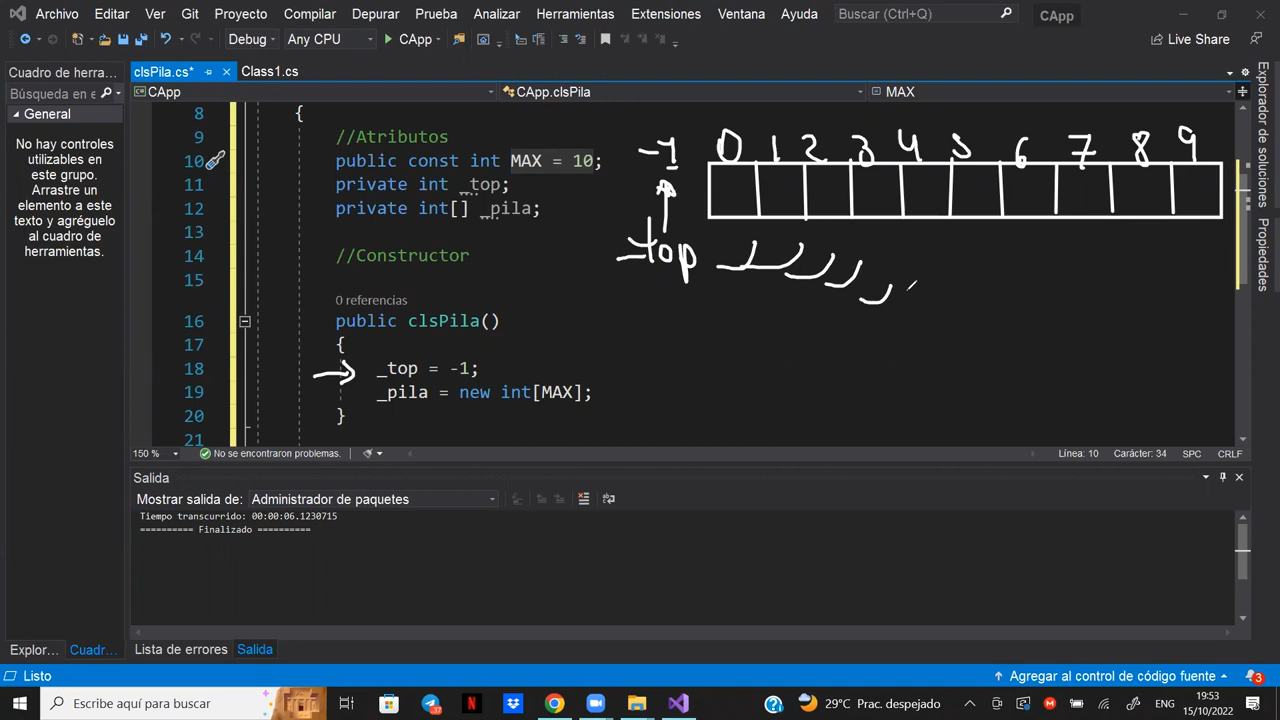 Archivo Editar Ver Git Proyecto Compilar Depurar Prueba Analizar Herramientas Extensiones Ventana Ayuda Buscar (Ctrl+Q) CApp
Debug Any CPU CApp Live Share
Cuadro de herra...
clsPila.cs* Class1.cs
Búsqueda en e
CApp CApp.clsPila MAX
General
No hay controles
utilizables en
este grupo.
Arrastre un
elemento a este
texto y agréguelo
al cuadro de
herramientas.
8 {
9 //Atributos
10 public const int MAX = 10;
11 private int _top;
12 private int[] _pila;
13
14 //Constructor
15
0 referencias
16 public clsPila()
17 {
18 _top = -1;
19 _pila = new int[MAX];
20 }
21
-1 0 1 2 3 4 5 6 7 8 9
_top
Explorador de soluciones
Propiedades
150 % No se encontraron problemas. Línea: 10 Carácter: 34 SPC CRLF
Salida
Mostrar salida de: Administrador de paquetes
Tiempo transcurrido: 00:00:06.1230715
========== Finalizado ==========
Explor... Cuadr... Lista de errores Salida
Listo Agregar al control de código fuente 3
Escribe aquí para buscar 29°C Prac. despejado ENG 19:53
15/10/2022